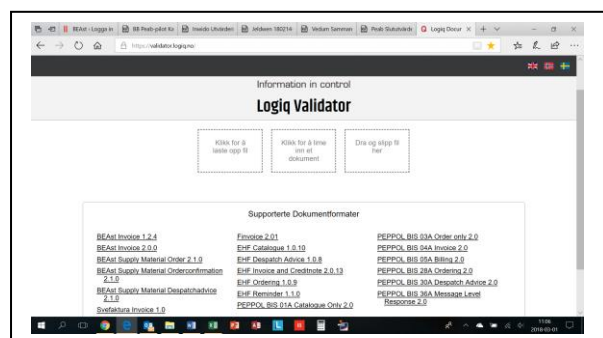 BEAst - Logga in
BB-Peab-pilot Ko
Inwido Utvärderi
Jeldwen 180214
Vedum Samman
Peab Slututvärde
Logiq Docur
https://validator.logiq.no/
Information in control
Logiq Validator
Klikk for å
laste opp fil
Klikk for å lime
inn et
dokument
Dra og slipp fil
her
Supporterte Dokumentformater
BEAst Invoice 1.2.4
BEAst Invoice 2.0.0
BEAst Supply Material Order 2.1.0
BEAst Supply Material Orderconfirmation
2.1.0
BEAst Supply Material Despatchadvice
2.1.0
Svefaktura Invoice 1.0
Finvoice 2.01
EHF Catalogue 1.0.10
EHF Despatch Advice 1.0.8
EHF Invoice and Creditnote 2.0.13
EHF Ordering 1.0.9
EHF Reminder 1.1.0
PEPPOL BIS 01A Catalogue Only 2.0
PEPPOL BIS 03A Order only 2.0
PEPPOL BIS 04A Invoice 2.0
PEPPOL BIS 05A Billing 2.0
PEPPOL BIS 28A Ordering 2.0
PEPPOL BIS 30A Despatch Advice 2.0
PEPPOL BIS 36A Message Level
Response 2.0
11:06
2018-03-01